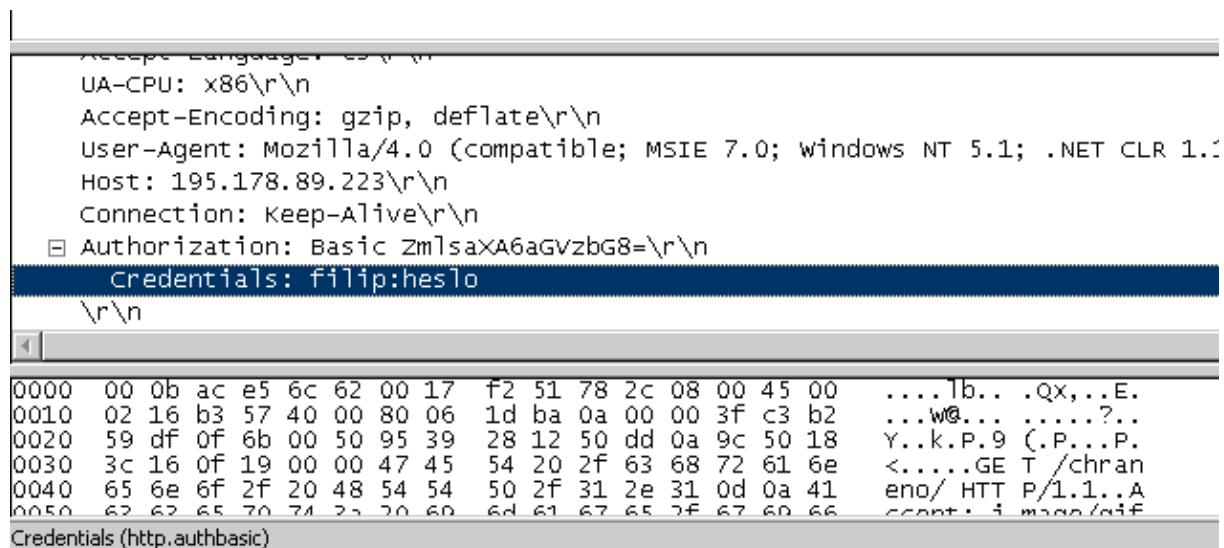 UA-CPU: x86\r\n
Accept-Encoding: gzip, deflate\r\n
User-Agent: Mozilla/4.0 (compatible; MSIE 7.0; Windows NT 5.1; .NET CLR 1.1
Host: 195.178.89.223\r\n
Connection: Keep-Alive\r\n
Authorization: Basic ZmlsaXA6aGVzbG8=\r\n
Credentials: filip:heslo
\r\n
0000 00 0b ac e5 6c 62 00 17 f2 51 78 2c 08 00 45 00 ....lb.. .Qx,..E.
0010 02 16 b3 57 40 00 80 06 1d ba 0a 00 00 3f c3 b2 ...W@... .....?..
0020 59 df 0f 6b 00 50 95 39 28 12 50 dd 0a 9c 50 18 Y..k.P.9 (.P...P.
0030 3c 16 0f 19 00 00 47 45 54 20 2f 63 68 72 61 6e <.....GE T /chran
0040 65 6e 6f 2f 20 48 54 54 50 2f 31 2e 31 0d 0a 41 eno/ HTT P/1.1..A
Credentials (http.authbasic)